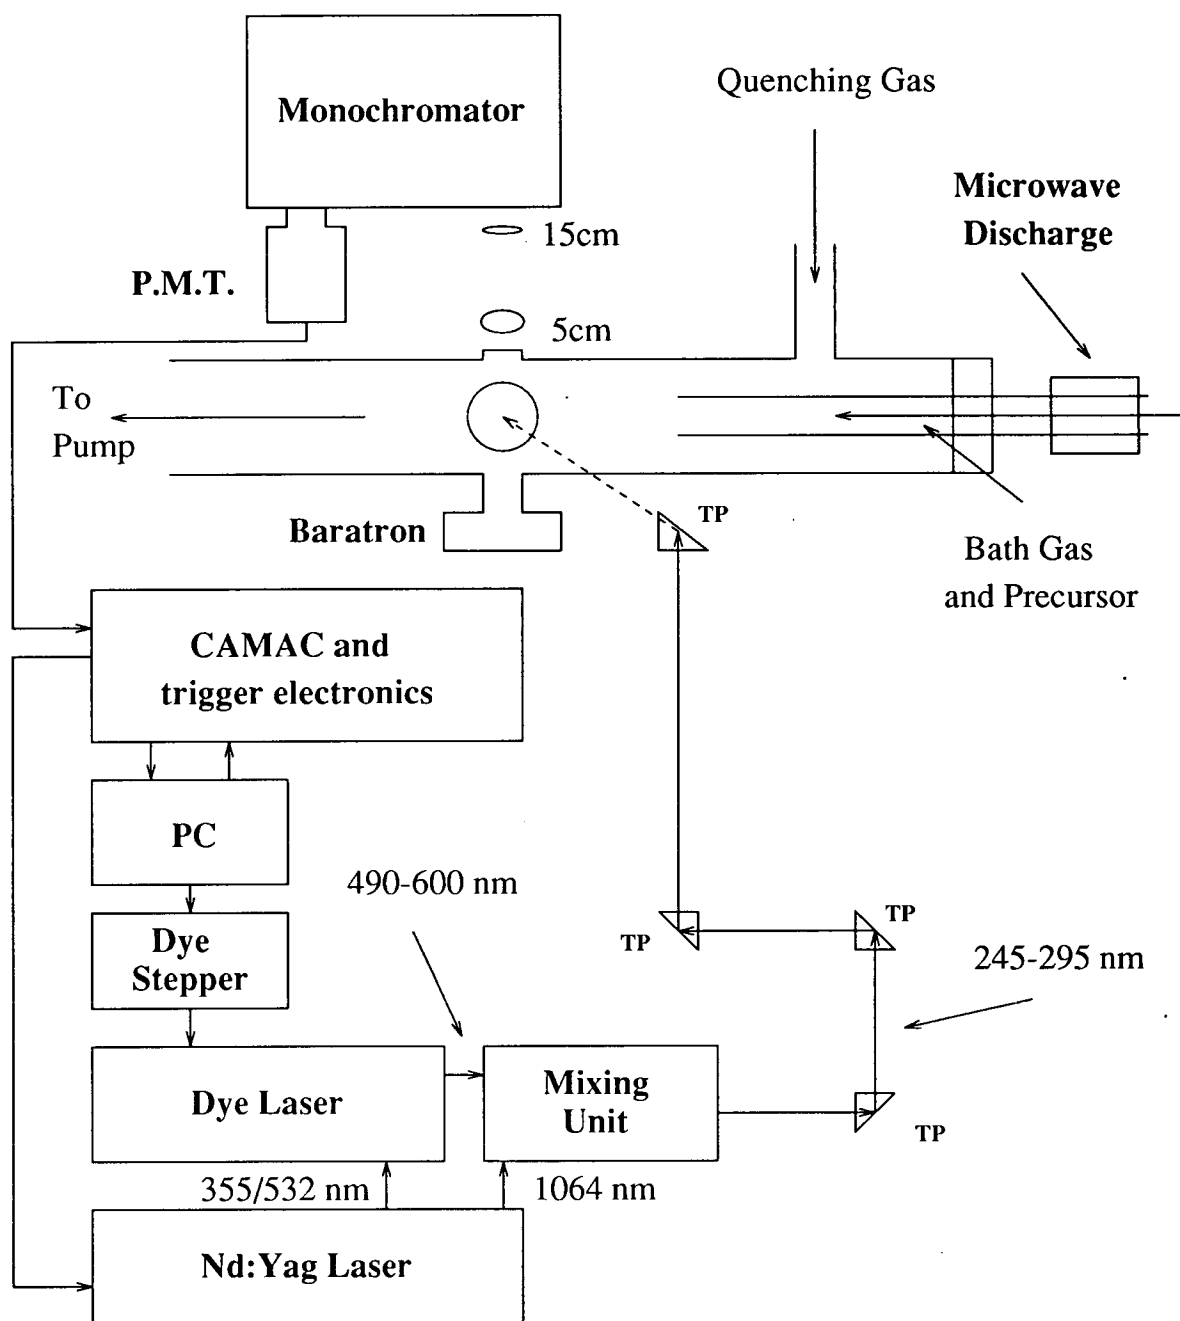 Monochromator
Quenching Gas
Microwave
Discharge
15cm
P.M.T.
5cm
To
Pump
Baratron
TP
Bath Gas
and Precursor
CAMAC and
trigger electronics
PC
490-600 nm
Dye
Stepper
TP
TP
245-295 nm
Dye Laser
Mixing
Unit
TP
355/532 nm
1064 nm
Nd:Yag Laser